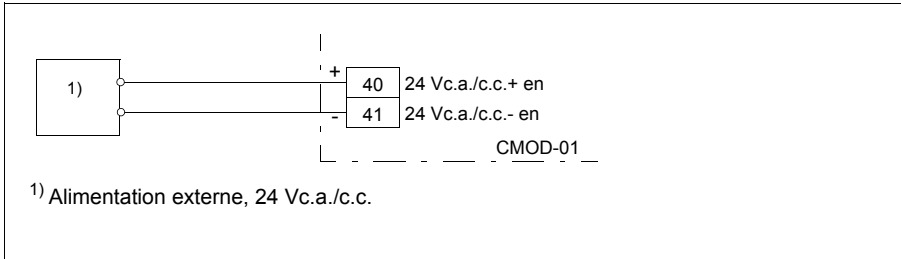 1)
+ 40 24 Vc.a./c.c.+ en
- 41 24 Vc.a./c.c.- en
CMOD-01
1) Alimentation externe, 24 Vc.a./c.c.